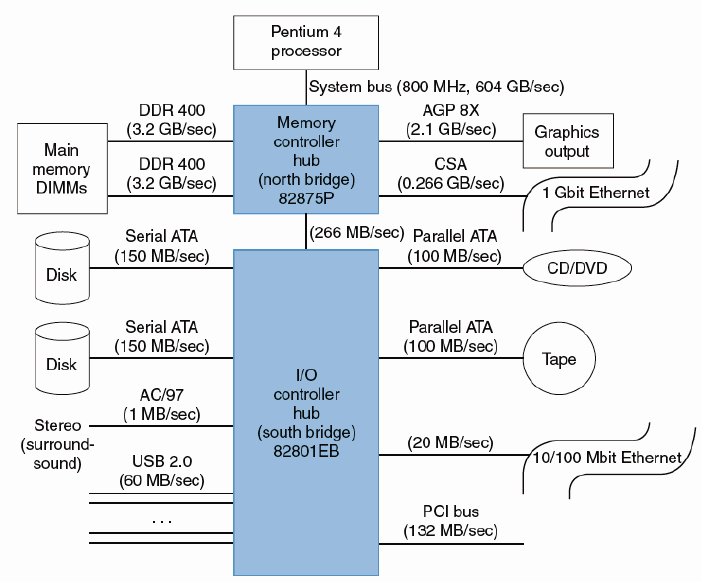 Pentium 4
processor
System bus (800 MHz, 604 GB/sec)
DDR 400
(3.2 GB/sec)
Main
memory
DIMMs
DDR 400
(3.2 GB/sec)
Memory
controller
hub
(north bridge)
82875P
AGP 8X
(2.1 GB/sec)
Graphics
output
CSA
(0.266 GB/sec)
1 Gbit Ethernet
(266 MB/sec)
Serial ATA
(150 MB/sec)
Disk
Parallel ATA
(100 MB/sec)
CD/DVD
Serial ATA
(150 MB/sec)
Disk
Parallel ATA
(100 MB/sec)
Tape
I/O
controller
hub
(south bridge)
82801EB
AC/97
(1 MB/sec)
Stereo
(surround-
sound)
USB 2.0
(60 MB/sec)
. . .
(20 MB/sec)
10/100 Mbit Ethernet
PCI bus
(132 MB/sec)